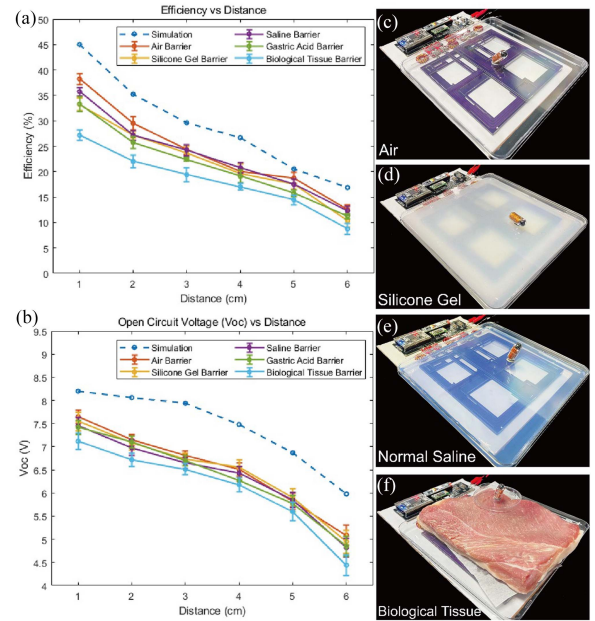 (a)
Efficiency vs Distance
Simulation
Air Barrier
Silicone Gel Barrier
Saline Barrier
Gastric Acid Barrier
Biological Tissue Barrier
50
45
40
35
30
25
20
15
10
5
0
Efficiency (%)
1 2 3 4 5 6
Distance (cm)
(b)
Open Circuit Voltage (Voc) vs Distance
Simulation
Air Barrier
Silicone Gel Barrier
Saline Barrier
Gastric Acid Barrier
Biological Tissue Barrier
9.5
9
8.5
8
7.5
7
6.5
6
5.5
5
4.5
4
Voc (V)
1 2 3 4 5 6
Distance (cm)
(c)
Air
(d)
Silicone Gel
(e)
Normal Saline
(f)
Biological Tissue